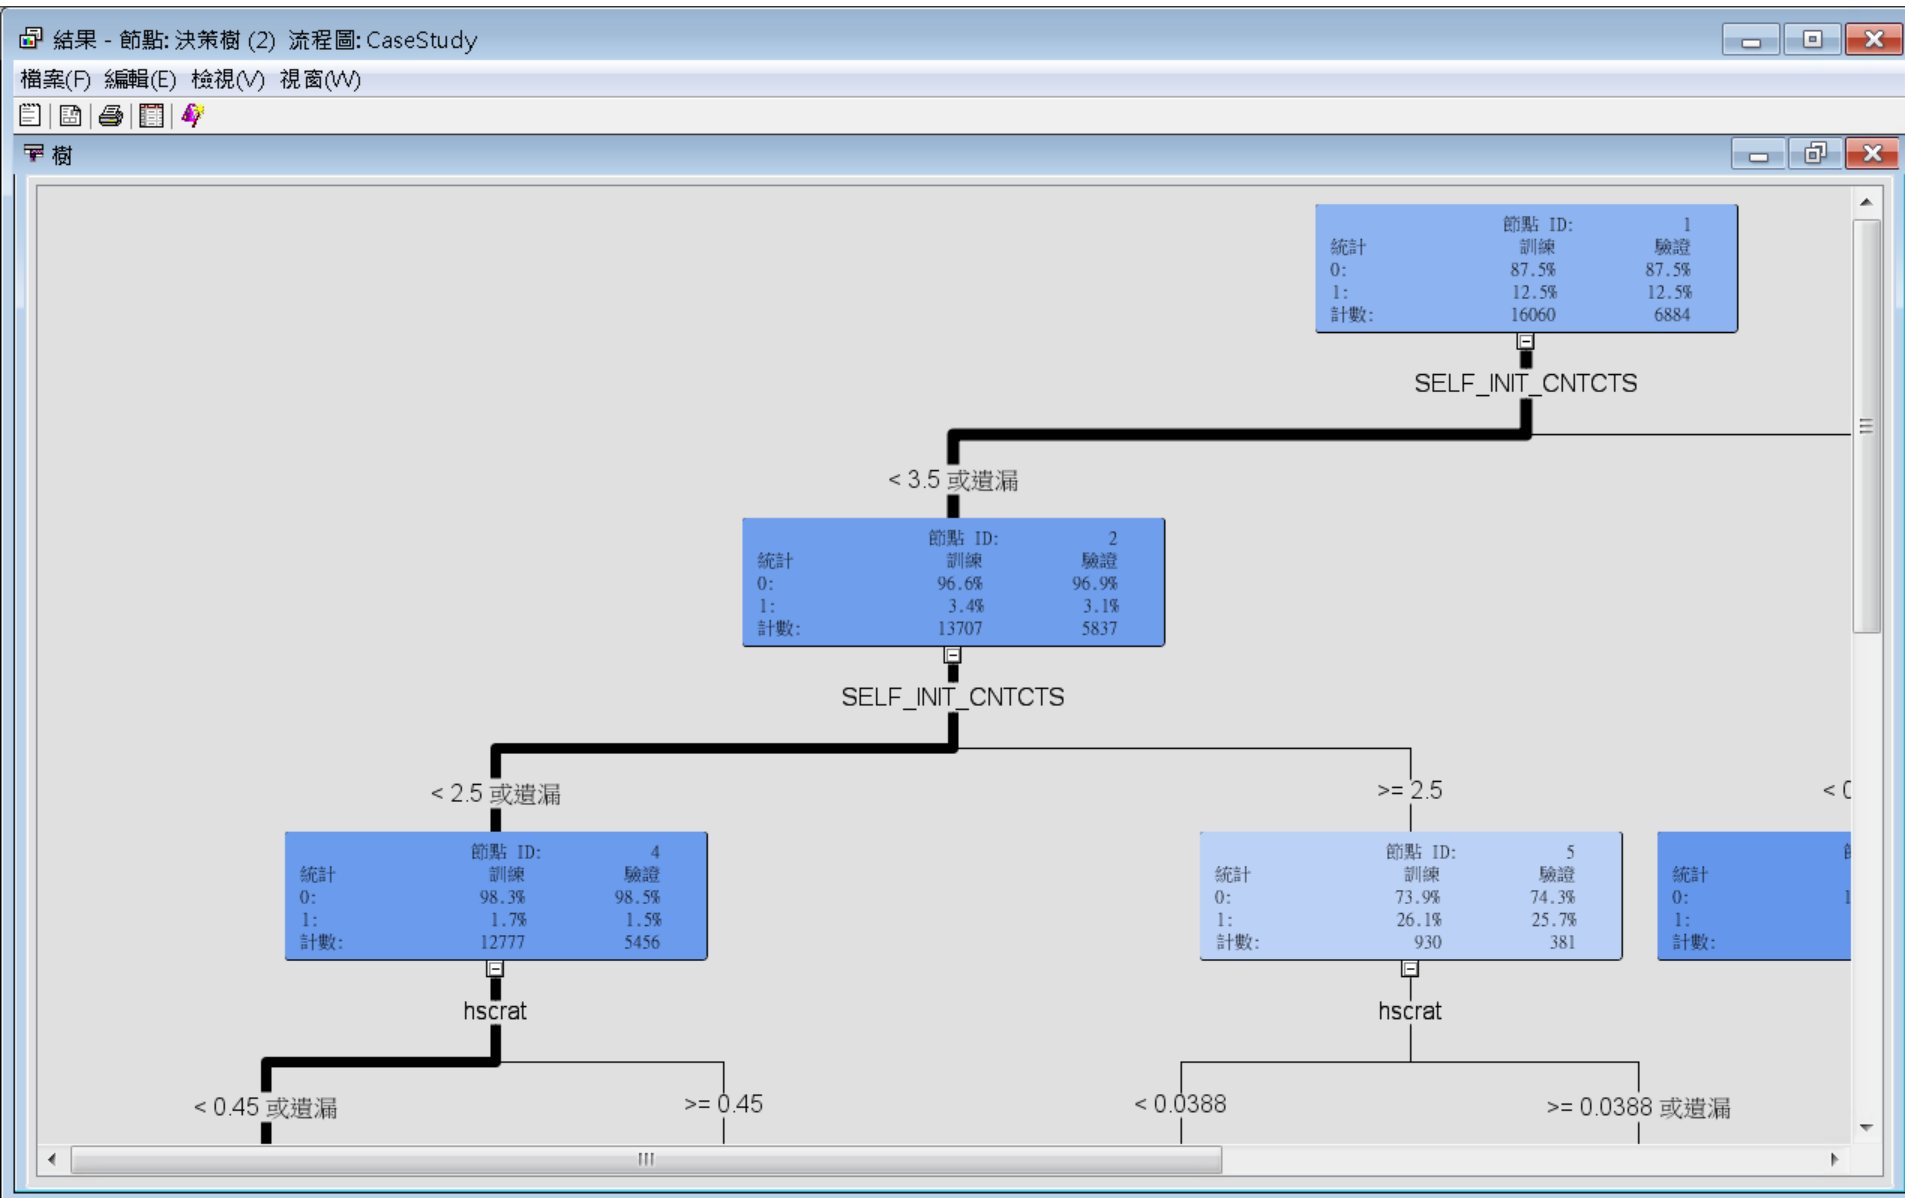 結果 - 節點: 決策樹 (2) 流程圖: CaseStudy
檔案(F) 編輯(E) 檢視(V) 視窗(W)
樹
節點 ID: 1
統計 訓練 驗證
0: 87.5% 87.5%
1: 12.5% 12.5%
計數: 16060 6884
SELF_INIT_CNTCTS
< 3.5 或遺漏
節點 ID: 2
統計 訓練 驗證
0: 96.6% 96.9%
1: 3.4% 3.1%
計數: 13707 5837
SELF_INIT_CNTCTS
< 2.5 或遺漏
>= 2.5
節點 ID: 4
統計 訓練 驗證
0: 98.3% 98.5%
1: 1.7% 1.5%
計數: 12777 5456
節點 ID: 5
統計 訓練 驗證
0: 73.9% 74.3%
1: 26.1% 25.7%
計數: 930 381
統計
0:
1:
計數:
hscrat
hscrat
< 0.45 或遺漏
>= 0.45
< 0.0388
>= 0.0388 或遺漏